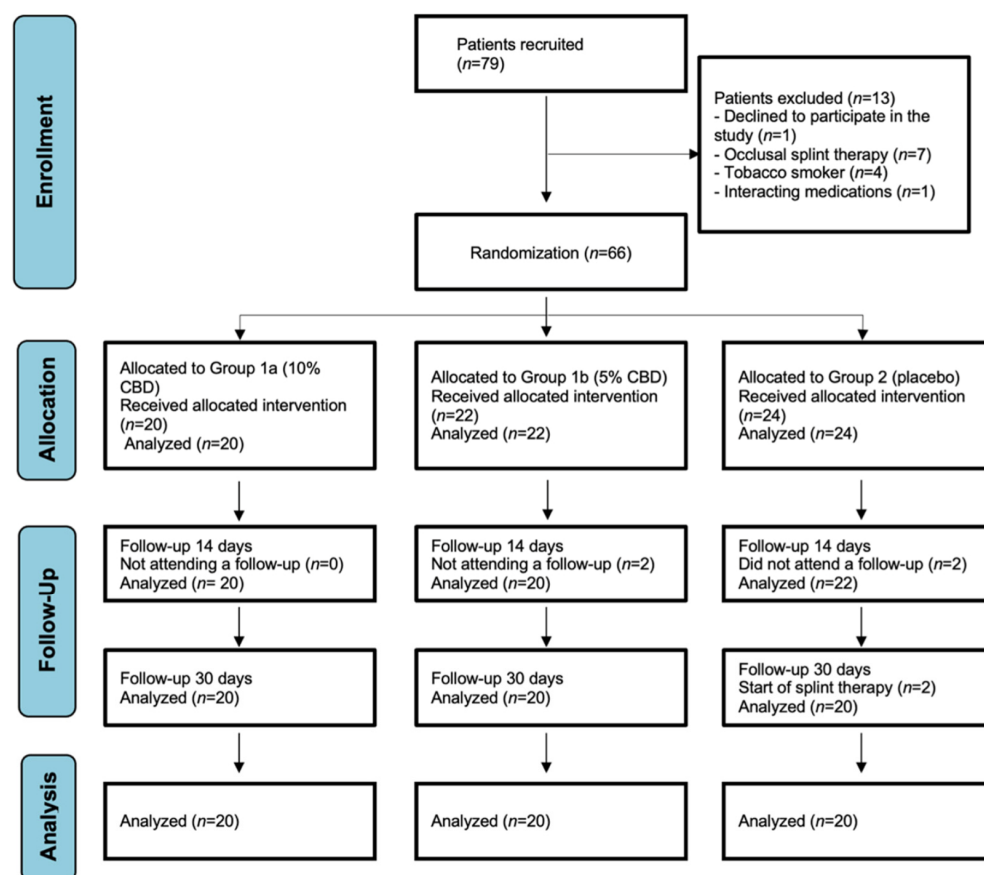 Enrollment
Patients recruited
(n=79)
Patients excluded (n=13)
- Declined to participate in the
study (n=1)
- Occlusal splint therapy (n=7)
- Tobacco smoker (n=4)
- Interacting medications (n=1)
Randomization (n=66)
Allocation
Allocated to Group 1a (10%
CBD)
Received allocated intervention
(n=20)
Analyzed (n=20)
Allocated to Group 1b (5% CBD)
Received allocated intervention
(n=22)
Analyzed (n=22)
Allocated to Group 2 (placebo)
Received allocated intervention
(n=24)
Analyzed (n=24)
Follow-Up
Follow-up 14 days
Not attending a follow-up (n=0)
Analyzed (n= 20)
Follow-up 14 days
Not attending a follow-up (n=2)
Analyzed (n=20)
Follow-up 14 days
Did not attend a follow-up (n=2)
Analyzed (n=22)
Follow-up 30 days
Analyzed (n=20)
Follow-up 30 days
Analyzed (n=20)
Follow-up 30 days
Start of splint therapy (n=2)
Analyzed (n=20)
Analysis
Analyzed (n=20)
Analyzed (n=20)
Analyzed (n=20)